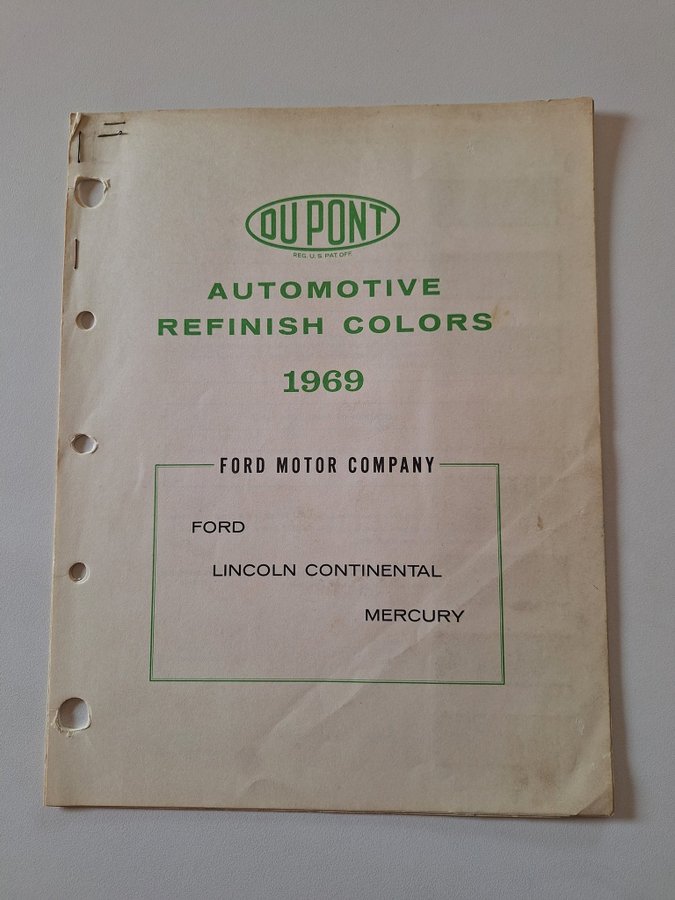 DU PONT
REG. U. S. PAT OFF.
AUTOMOTIVE
REFINISH COLORS
1969
FORD MOTOR COMPANY
FORD
LINCOLN CONTINENTAL
MERCURY